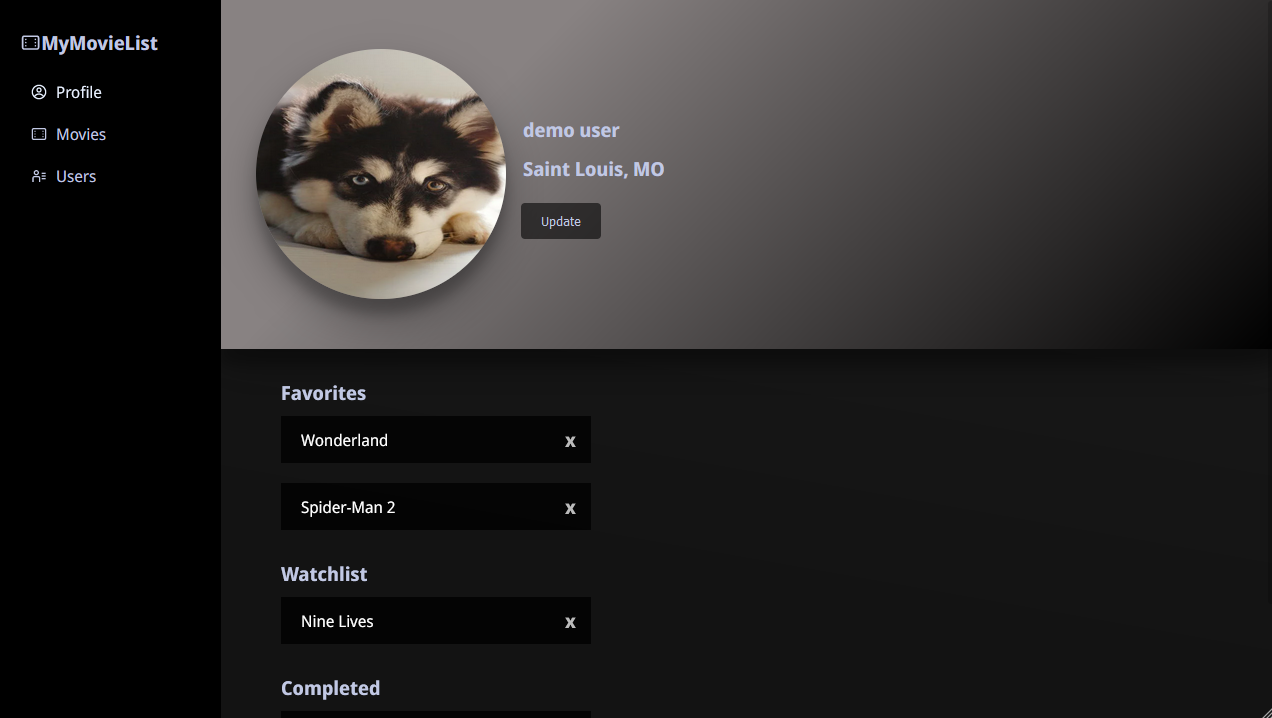 MyMovieList
Profile
Movies
Users
demo user
Saint Louis, MO
Update
Favorites
Wonderland x
Spider-Man 2 x
Watchlist
Nine Lives x
Completed